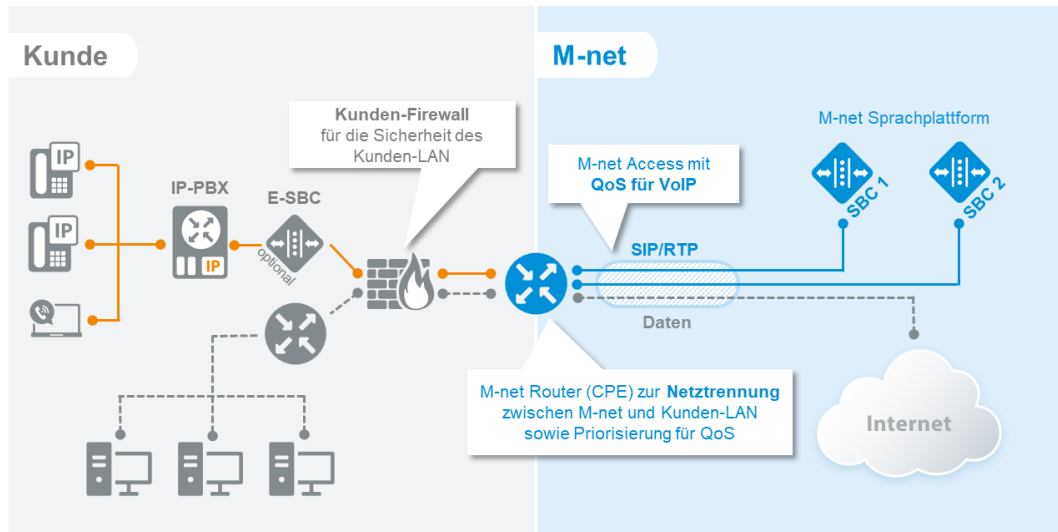 Kunde
M-net
Kunden-Firewall
für die Sicherheit des
Kunden-LAN
M-net Sprachplattform
M-net Access mit
QoS für VoIP
IP
IP-PBX
E-SBC
SBC 1
SBC 2
IP
IP
optional
SIP/RTP
Daten
M-net Router (CPE) zur Netztrennung
zwischen M-net und Kunden-LAN
sowie Priorisierung für QoS
Internet